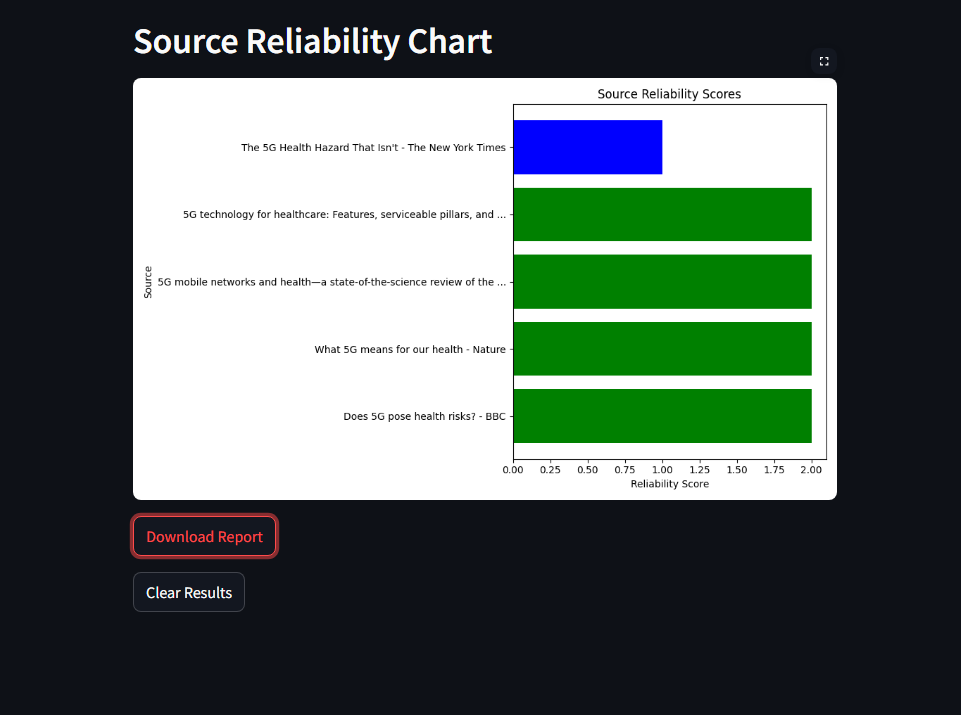 Source Reliability Chart
Source Reliability Scores
The 5G Health Hazard That Isn't - The New York Times
5G technology for healthcare: Features, serviceable pillars, and ...
5G mobile networks and health—a state-of-the-science review of the ...
What 5G means for our health - Nature
Does 5G pose health risks? - BBC
Source
0.00 0.25 0.50 0.75 1.00 1.25 1.50 1.75 2.00
Reliability Score
Download Report
Clear Results